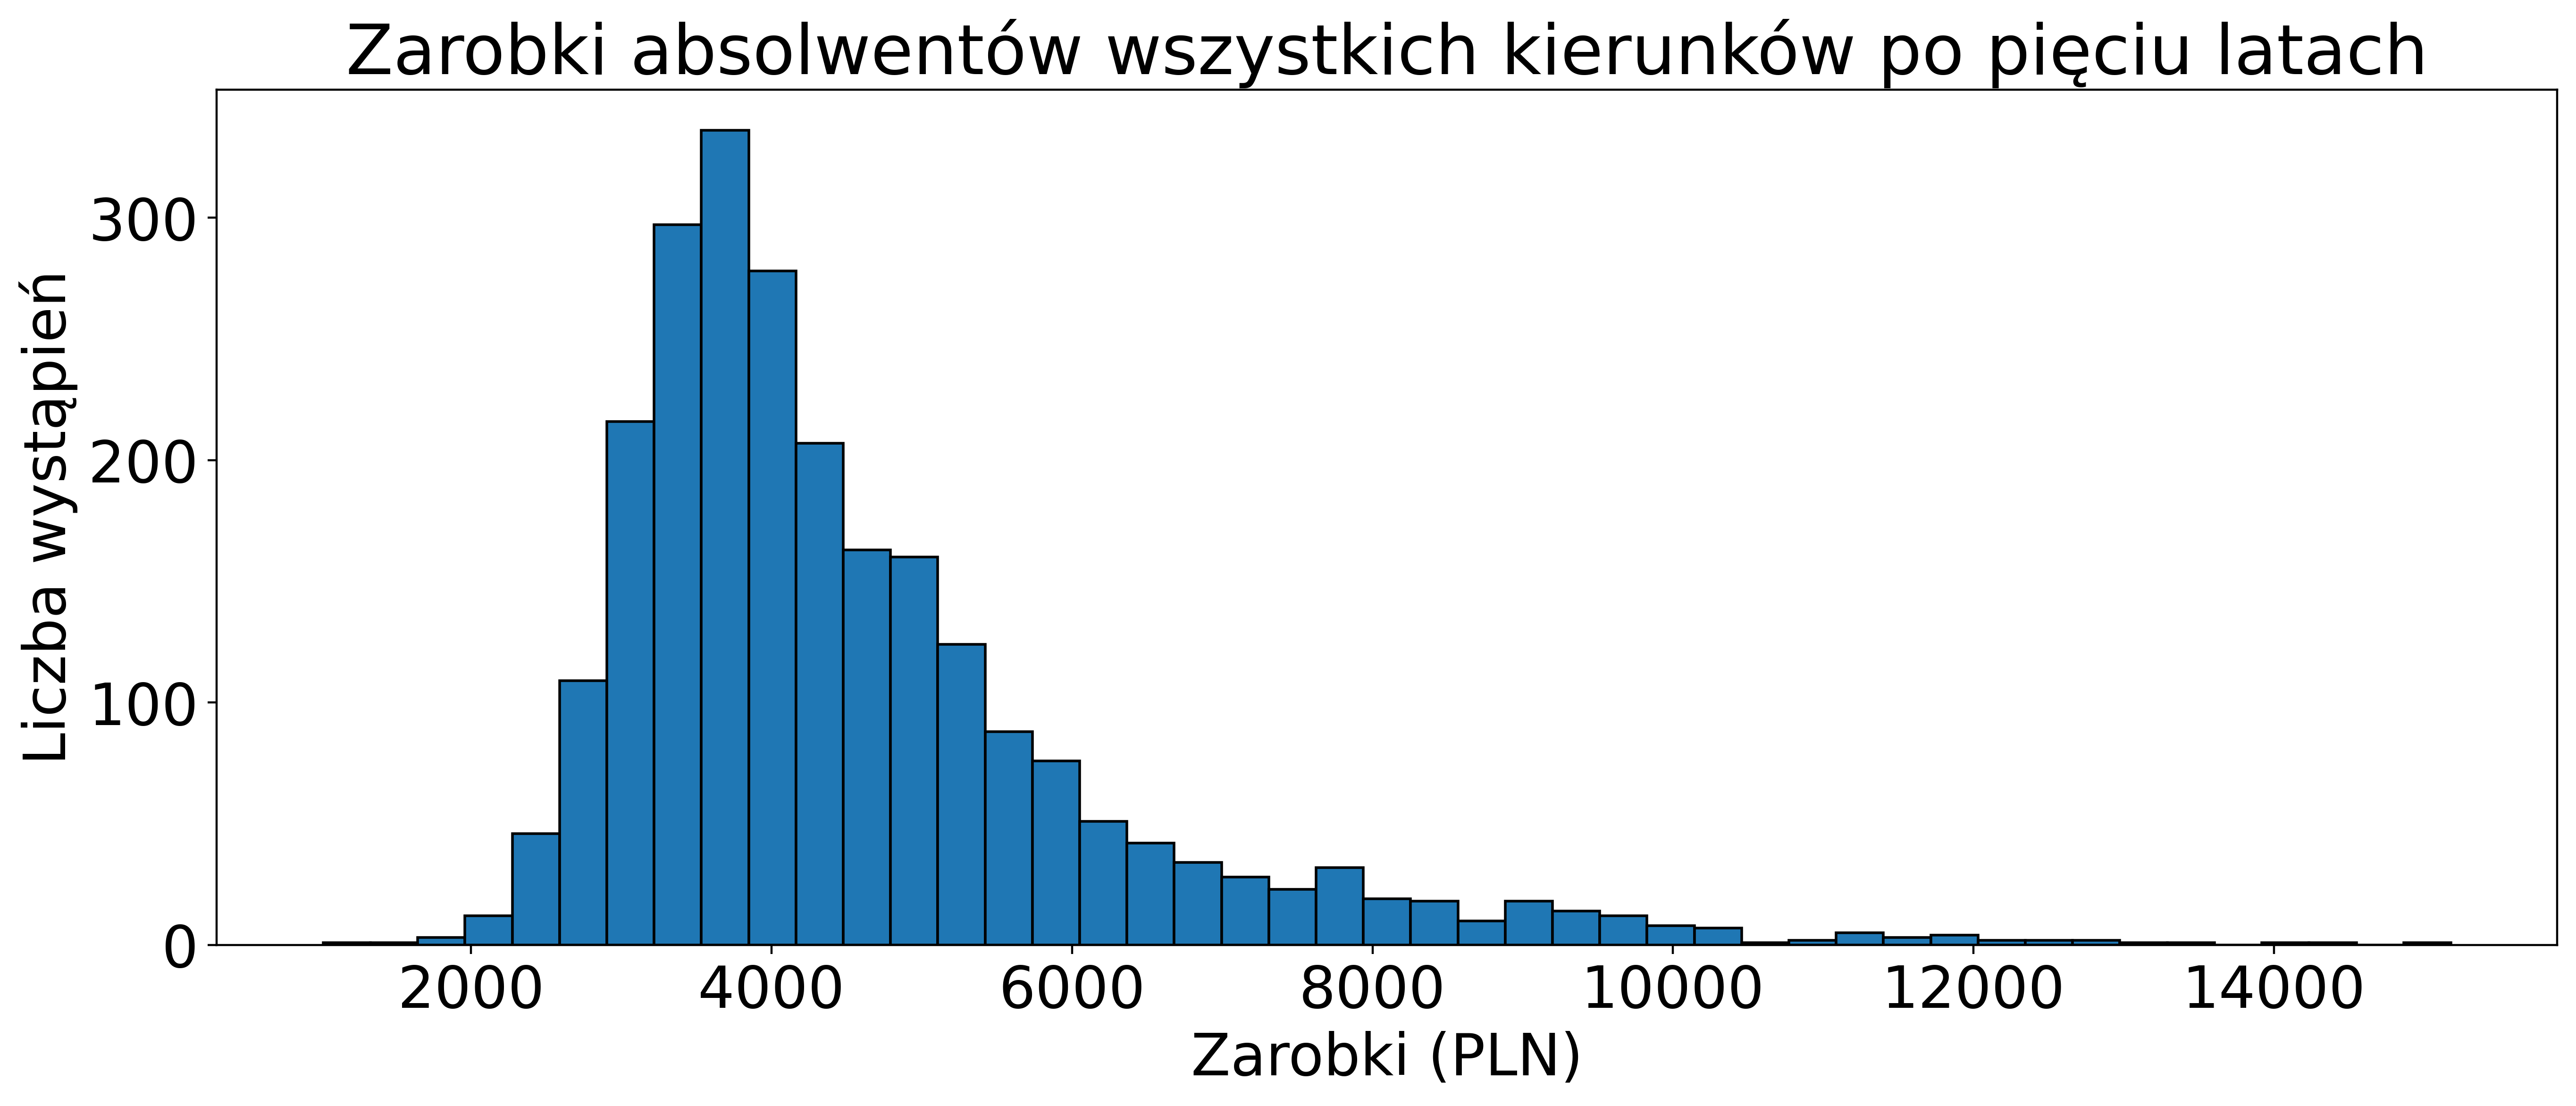 Zarobki absolwentów wszystkich kierunków po pięciu latach
Liczba wystąpień
300
200
100
0
2000 4000 6000 8000 10000 12000 14000
Zarobki (PLN)